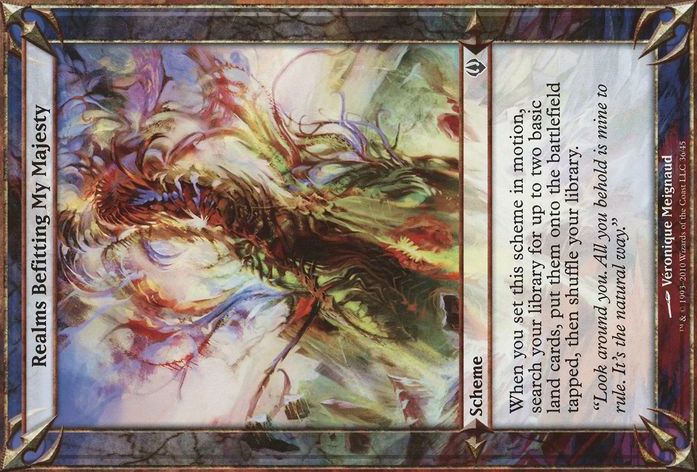 Realms Befitting My Majesty
Scheme
When you set this scheme in motion,
search your library for up to two basic
land cards, put them onto the battlefield
tapped, then shuffle your library.
“Look around you. All you behold is mine to
rule. It’s the natural way.”
Véronique Meignaud
™ & © 1993–2010 Wizards of the Coast LLC 36/45